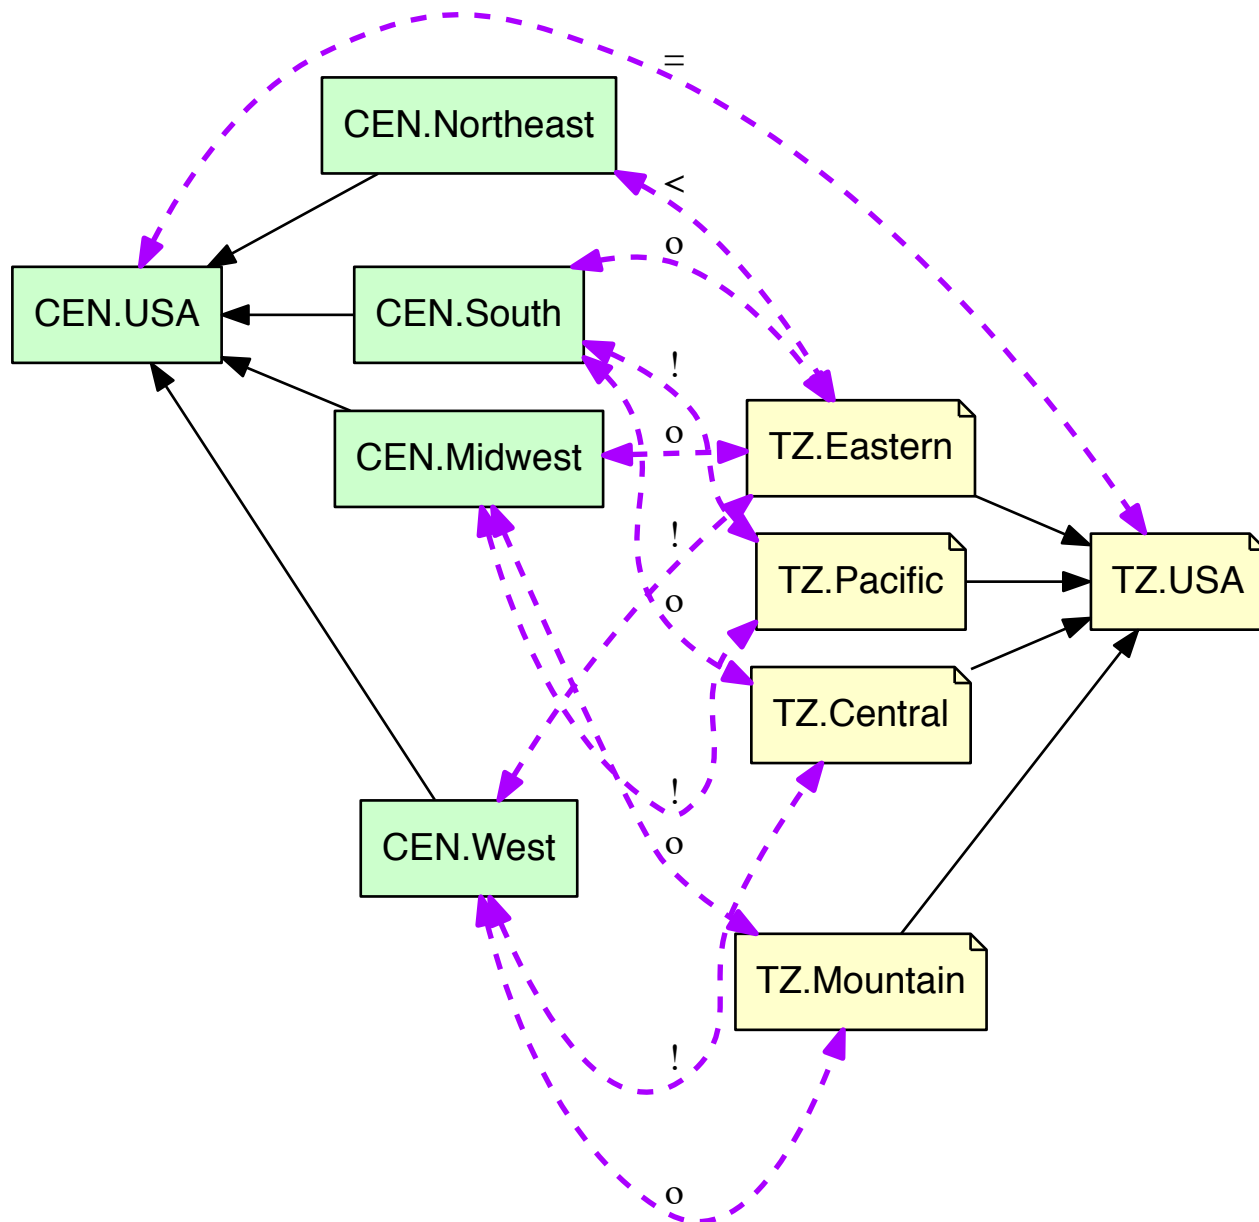 =
CEN.Northeast
<
o
CEN.USA
CEN.South
!
o
CEN.Midwest
TZ.Eastern
!
TZ.Pacific
TZ.USA
o
TZ.Central
!
o
CEN.West
TZ.Mountain
!
o